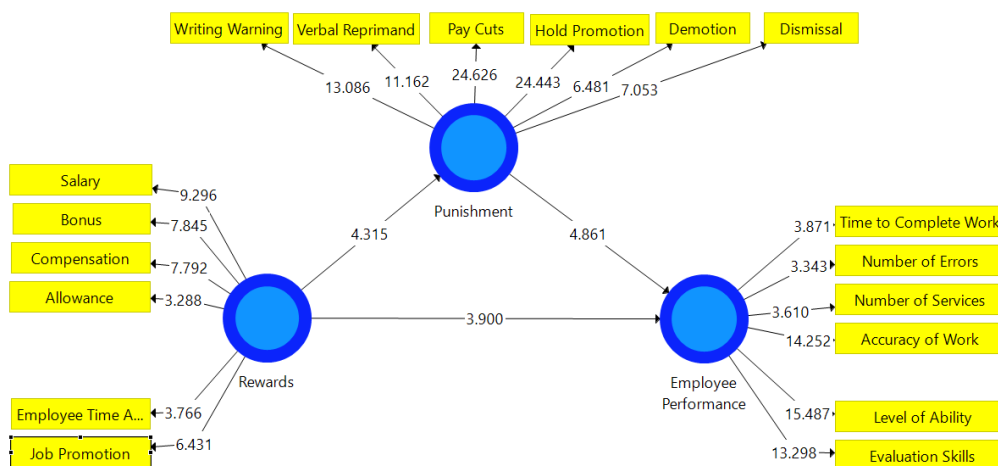 Writing Warning
Verbal Reprimand
Pay Cuts
Hold Promotion
Demotion
Dismissal
13.086
11.162
24.626
24.443
6.481
7.053
Punishment
Salary
Bonus
Compensation
Allowance
9.296
7.845
7.792
3.288
4.315
4.861
3.900
Rewards
Employee Time A...
Job Promotion
3.766
6.431
Employee
Performance
3.871
3.343
3.610
14.252
15.487
13.298
Time to Complete Work
Number of Errors
Number of Services
Accuracy of Work
Level of Ability
Evaluation Skills